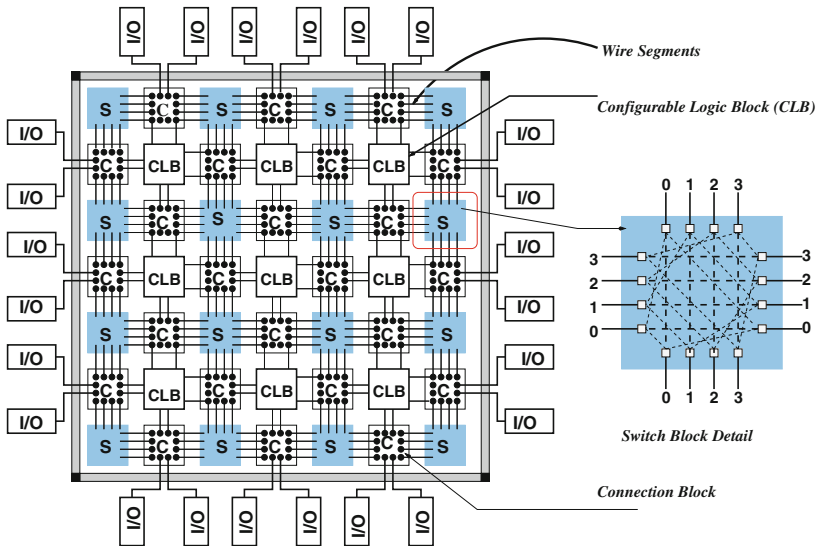 I/O I/O I/O I/O I/O I/O
Wire Segments
S C S C S C S
Configurable Logic Block (CLB)
I/O I/O
C CLB C CLB C CLB C
I/O I/O
0 1 2 3
S C S C S C S
I/O I/O
3 3
C CLB C CLB C CLB C
2 2
I/O I/O
1 1
0 0
S C S C S C S
I/O I/O
C CLB C CLB C CLB C
0 1 2 3
I/O I/O
Switch Block Detail
S C S C S C S
Connection Block
I/O I/O I/O I/O I/O I/O